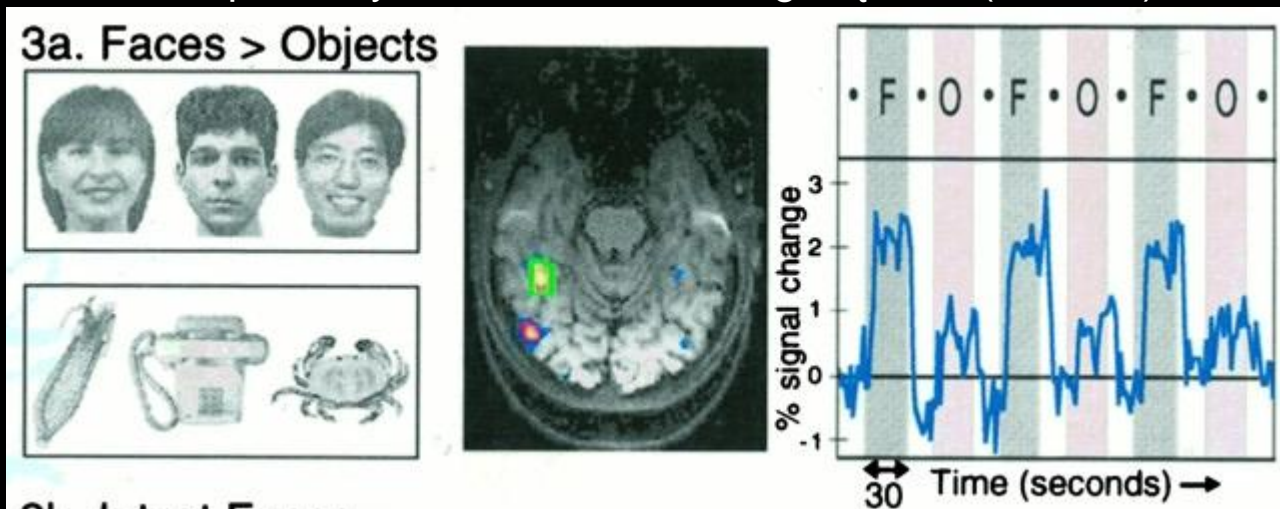 3a. Faces > Objects
· F · O · F · O · F · O ·
% signal change
3
2
1
0
-1
30
Time (seconds) →